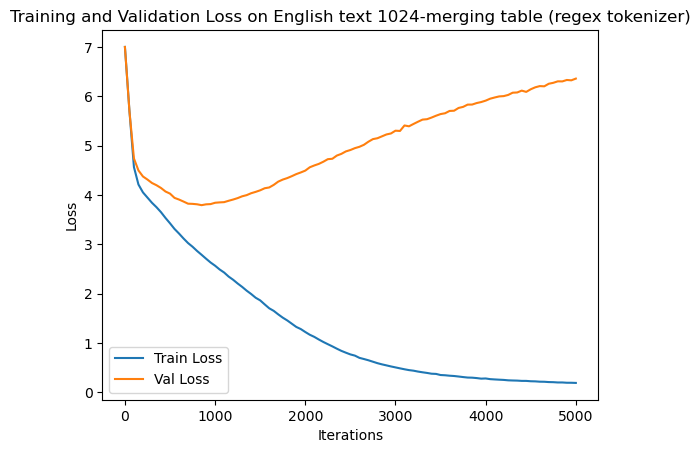 Training and Validation Loss on English text 1024-merging table (regex tokenizer)
7
6
5
4
3
2
1
0
Loss
Train Loss
Val Loss
0 1000 2000 3000 4000 5000
Iterations